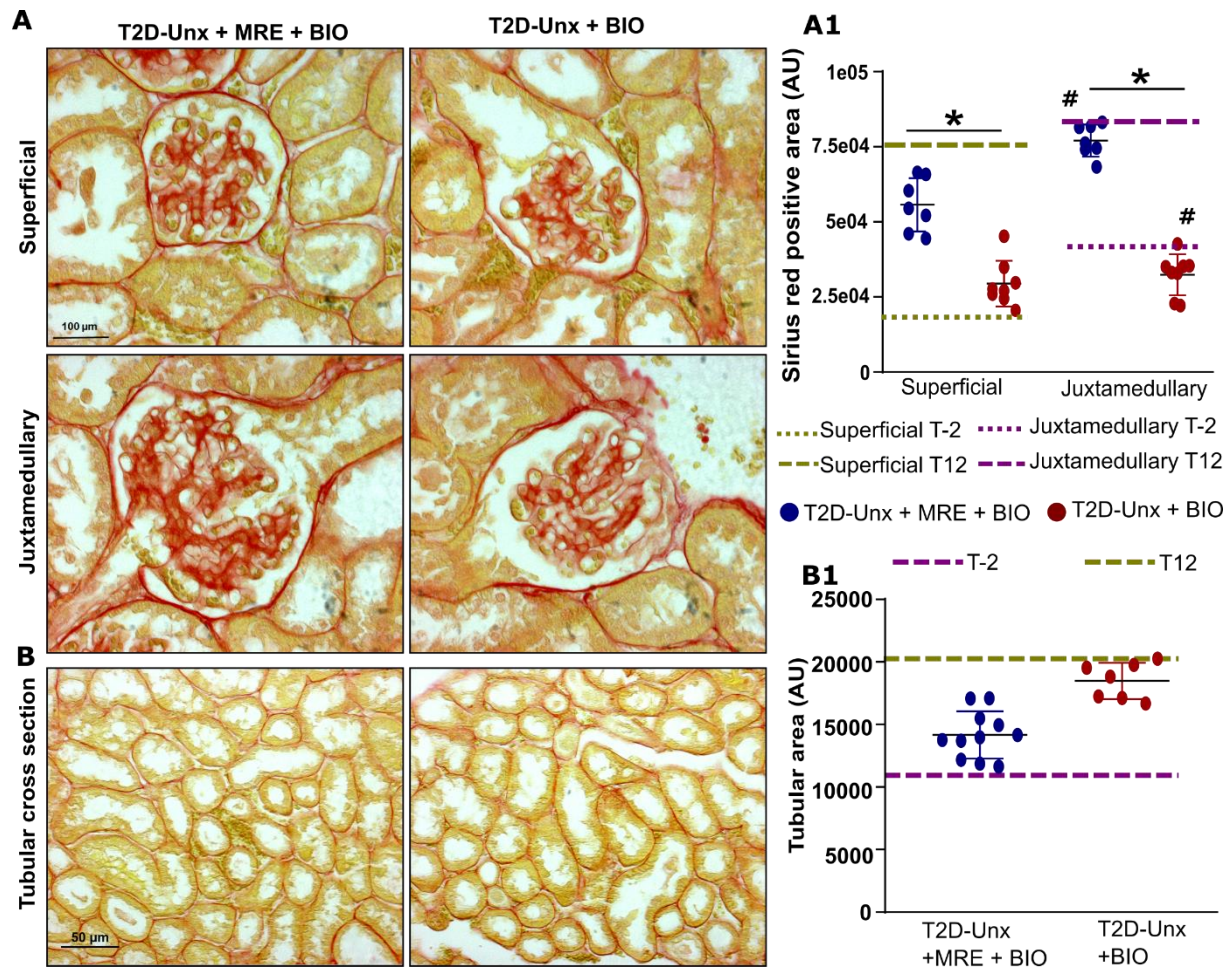 A
T2D-Unx + MRE + BIO
T2D-Unx + BIO
Superficial
100 µm
Juxtamedullary
B
Tubular cross section
50 µm
A1
Sirius red positive area (AU)
1e05
7.5e04
5e04
2.5e04
0
*
#
*
#
Superficial
Juxtamedullary
Superficial T-2
Juxtamedullary T-2
Superficial T12
Juxtamedullary T12
T2D-Unx + MRE + BIO
T2D-Unx + BIO
T-2
T12
B1
Tubular area (AU)
25000
20000
15000
10000
5000
0
T2D-Unx
+MRE + BIO
T2D-Unx
+BIO